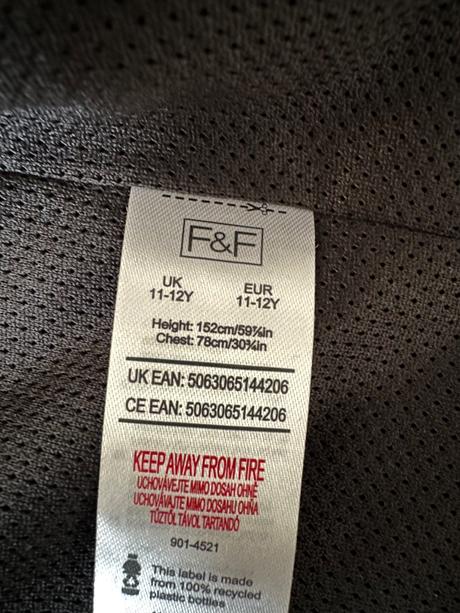 F&F
UK EUR
11-12Y 11-12Y
Height: 152cm/59¾in
Chest: 78cm/30¾in
UK EAN: 5063065144206
CE EAN: 5063065144206
KEEP AWAY FROM FIRE
UCHOVÁVEJTE MIMO DOSAH OHNĚ
UCHOVÁVAJTE MIMO DOSAHU OHŇA
TŰZTŐL TÁVOL TARTANDÓ
901-4521
This label is made
from 100% recycled
plastic bottles